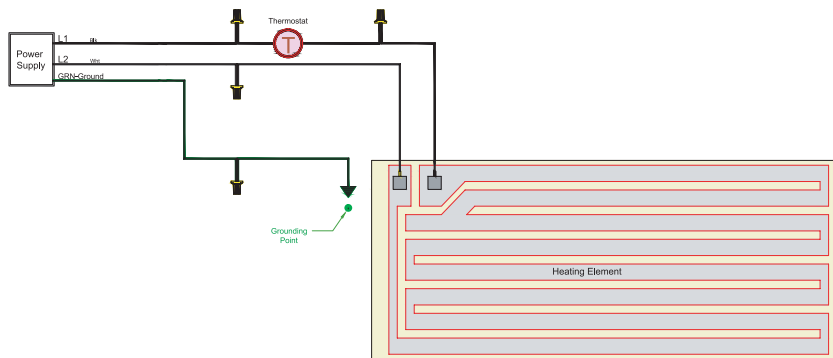 Thermostat
L1 Blk
Power
Supply
L2 Wht
GRN-Ground
Grounding
Point
Heating Element